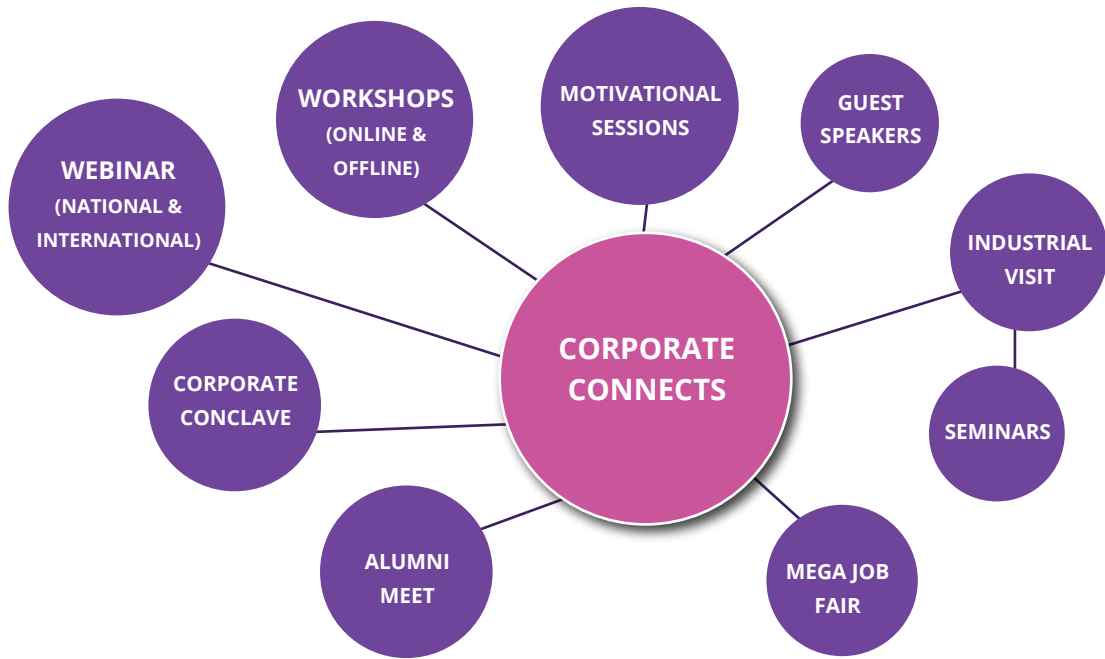 WORKSHOPS
(ONLINE &
OFFLINE)
MOTIVATIONAL
SESSIONS
GUEST
SPEAKERS
WEBINAR
(NATIONAL &
INTERNATIONAL)
INDUSTRIAL
VISIT
CORPORATE
CONNECTS
CORPORATE
CONCLAVE
SEMINARS
ALUMNI
MEET
MEGA JOB
FAIR